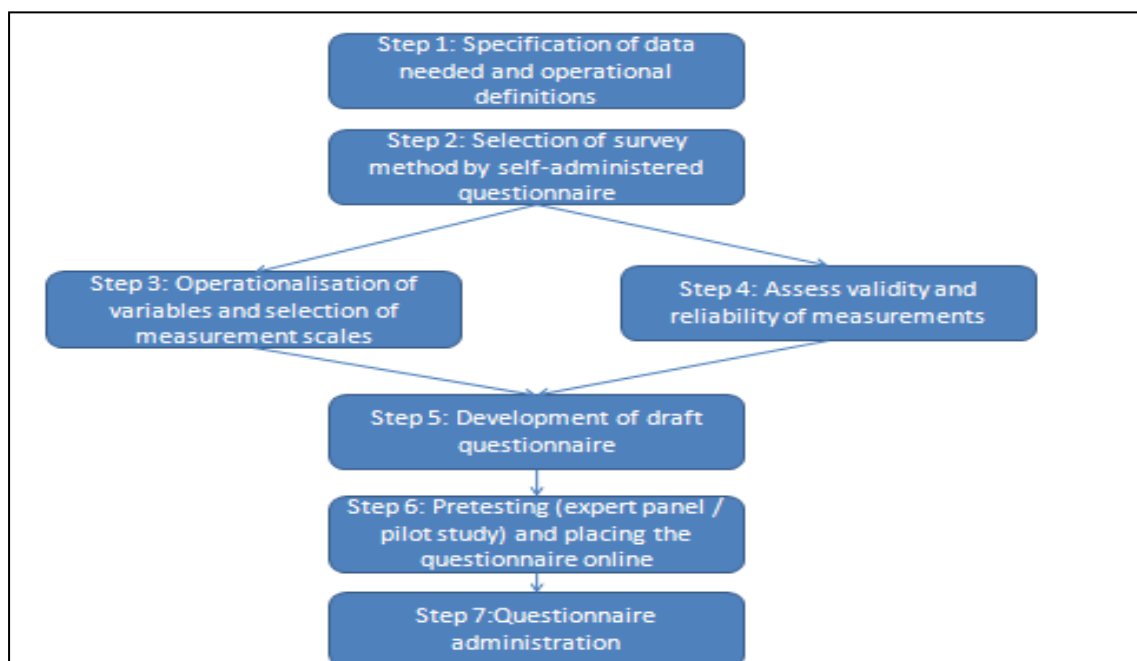 Step 1: Specification of data
needed and operational
definitions
Step 2: Selection of survey
method by self-administered
questionnaire
Step 3: Operationalisation of
variables and selection of
measurement scales
Step 4: Assess validity and
reliability of measurements
Step 5: Development of draft
questionnaire
Step 6: Pretesting (expert panel /
pilot study) and placing the
questionnaire online
Step 7:Questionnaire
administration